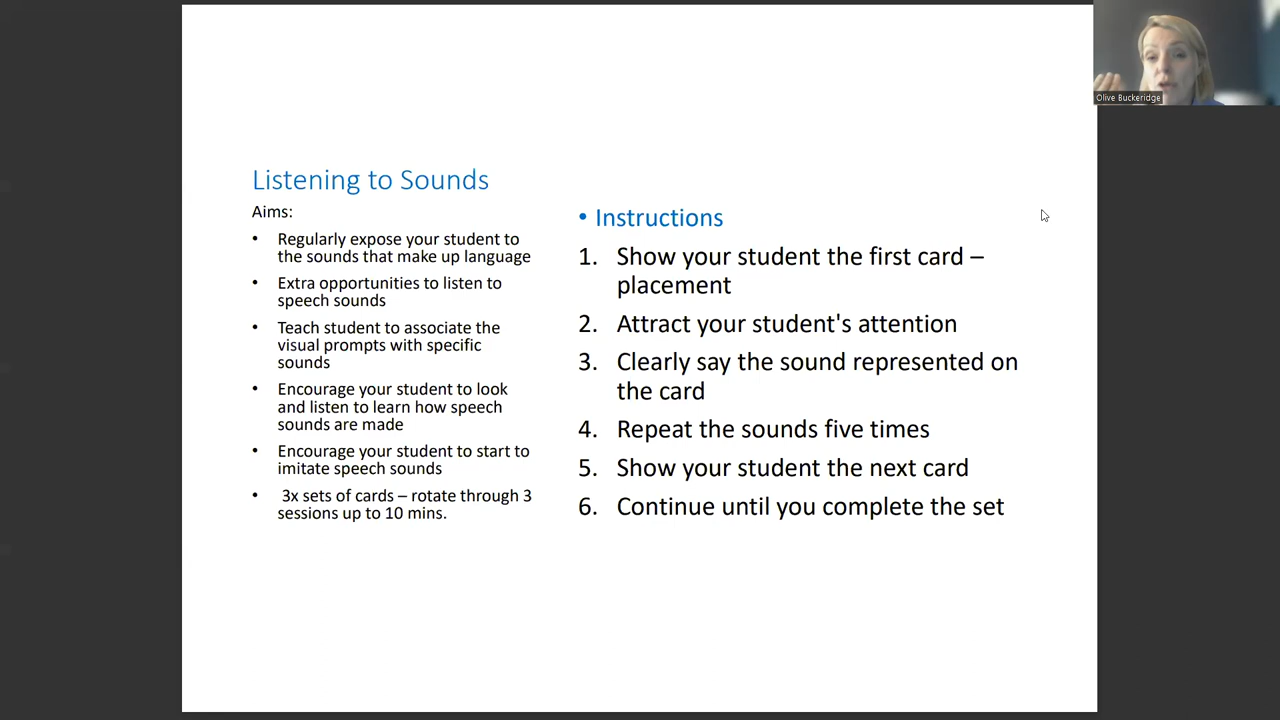 Olive Buckeridge
Listening to Sounds
Aims:
• Regularly expose your student to
the sounds that make up language
• Extra opportunities to listen to
speech sounds
• Teach student to associate the
visual prompts with specific
sounds
• Encourage your student to look
and listen to learn how speech
sounds are made
• Encourage your student to start to
imitate speech sounds
• 3x sets of cards – rotate through 3
sessions up to 10 mins.
• Instructions
1. Show your student the first card –
placement
2. Attract your student's attention
3. Clearly say the sound represented on
the card
4. Repeat the sounds five times
5. Show your student the next card
6. Continue until you complete the set